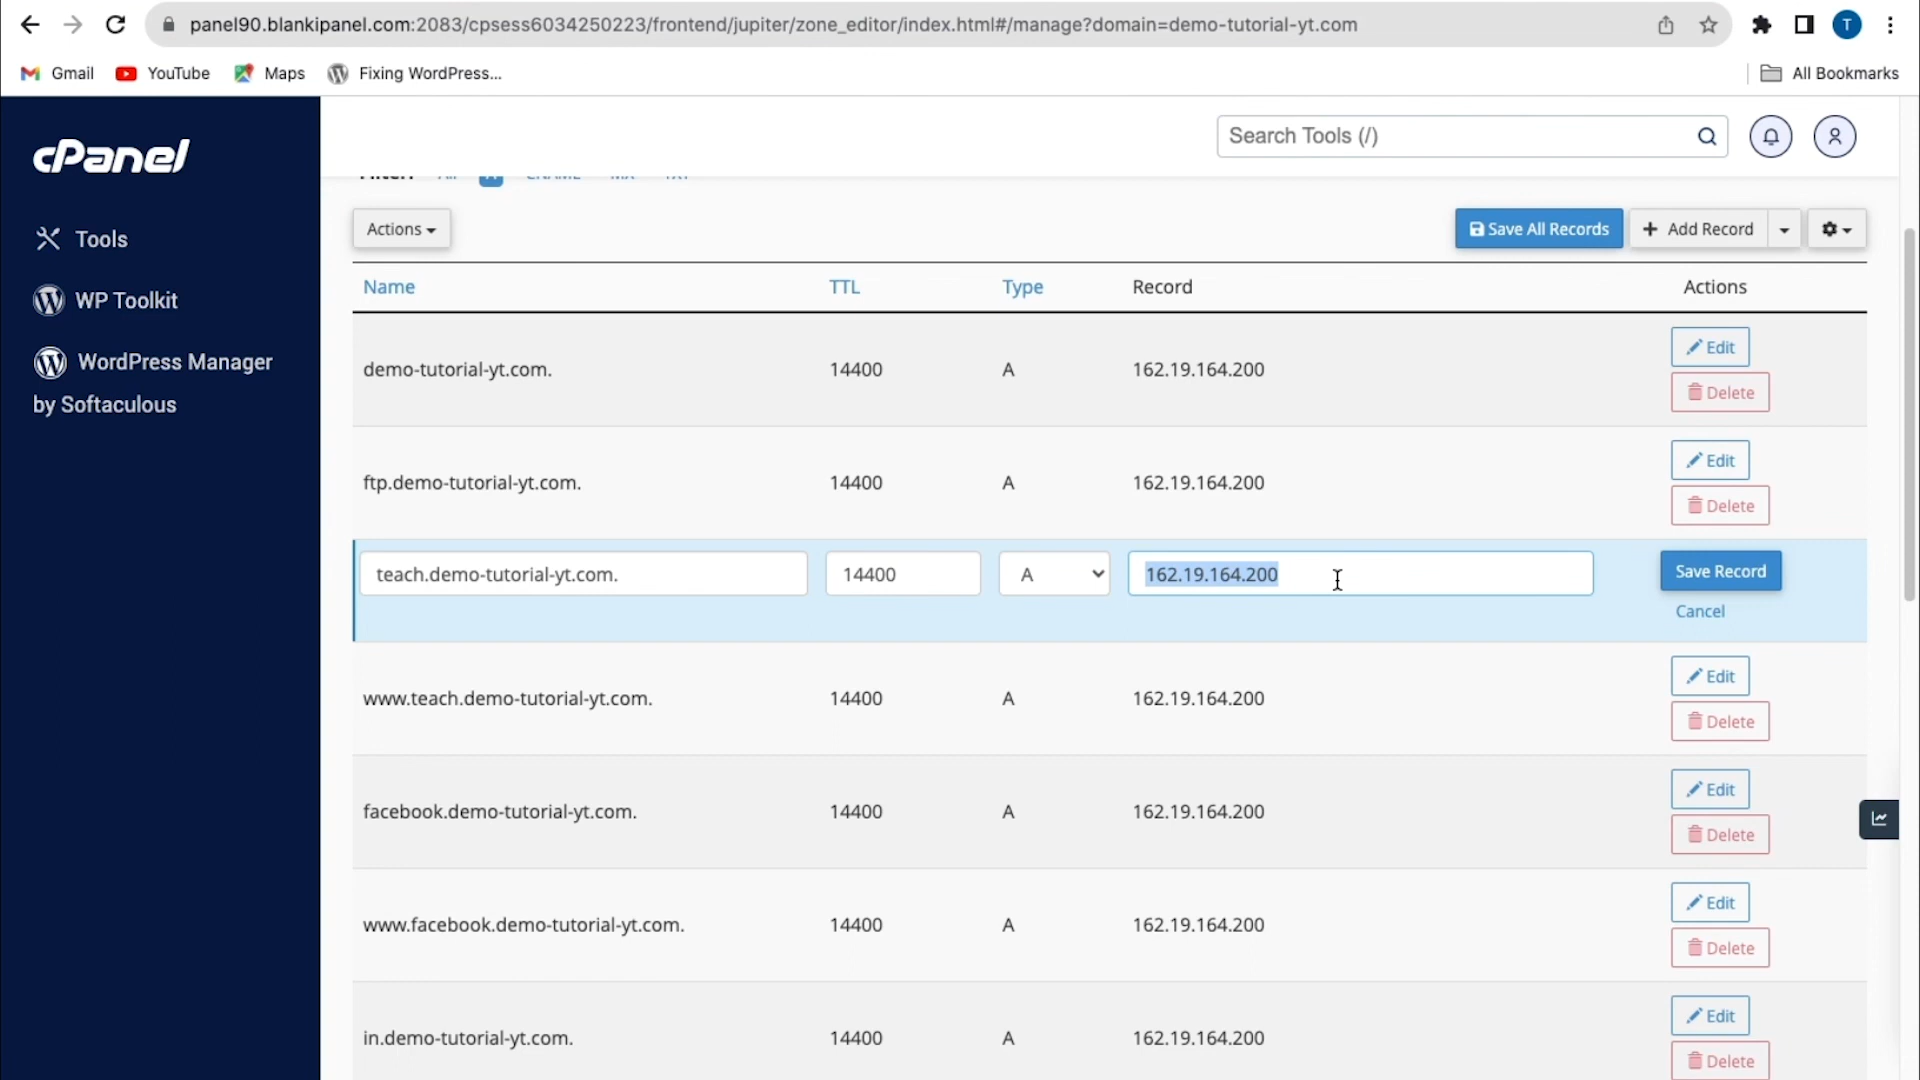 panel90.blankipanel.com:2083/cpsess6034250223/frontend/jupiter/zone_editor/index.html#/manage?domain=demo-tutorial-yt.com
T
Gmail YouTube Maps Fixing WordPress... All Bookmarks
cPanel
Search Tools (/)
Tools
WP Toolkit
WordPress Manager
by Softaculous
Actions
Save All Records
Add Record
Name TTL Type Record Actions
demo-tutorial-yt.com. 14400 A 162.19.164.200
Edit
Delete
ftp.demo-tutorial-yt.com. 14400 A 162.19.164.200
Edit
Delete
teach.demo-tutorial-yt.com. 14400 A 162.19.164.200 Save Record
Cancel
www.teach.demo-tutorial-yt.com. 14400 A 162.19.164.200
Edit
Delete
facebook.demo-tutorial-yt.com. 14400 A 162.19.164.200
Edit
Delete
www.facebook.demo-tutorial-yt.com. 14400 A 162.19.164.200
Edit
Delete
in.demo-tutorial-yt.com. 14400 A 162.19.164.200
Edit
Delete